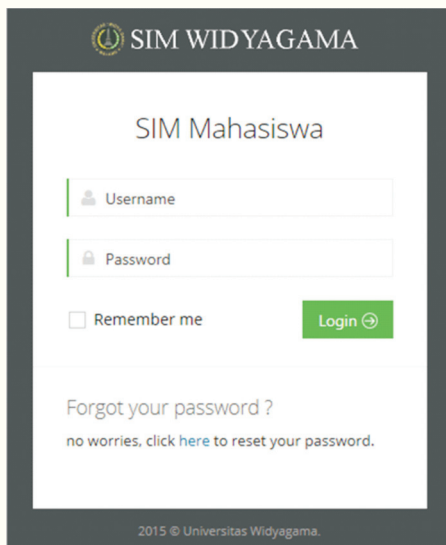 SIM WIDYAGAMA
SIM Mahasiswa
Username
Password
Remember me
Login
Forgot your password ?
no worries, click here to reset your password.
2015 © Universitas Widyagama.